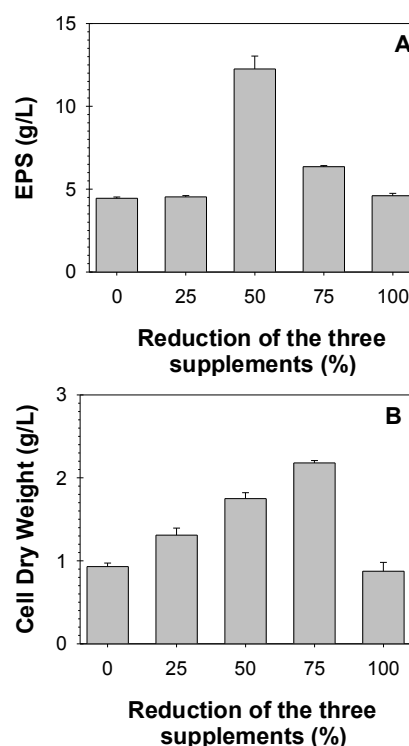 A
15
10
5
0
EPS (g/L)
0 25 50 75 100
Reduction of the three
supplements (%)
B
3
2
1
0
Cell Dry Weight (g/L)
0 25 50 75 100
Reduction of the three
supplements (%)